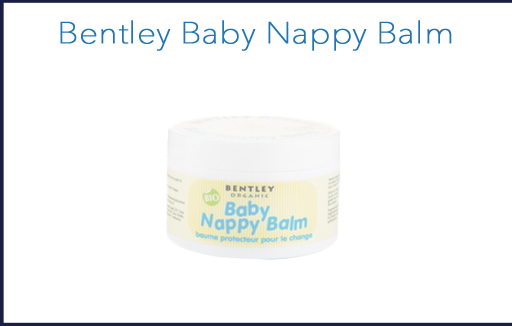 Bentley Baby Nappy Balm
BENTLEY
ORGANIC
BIO
Baby
Nappy Balm
baume protecteur pour le change